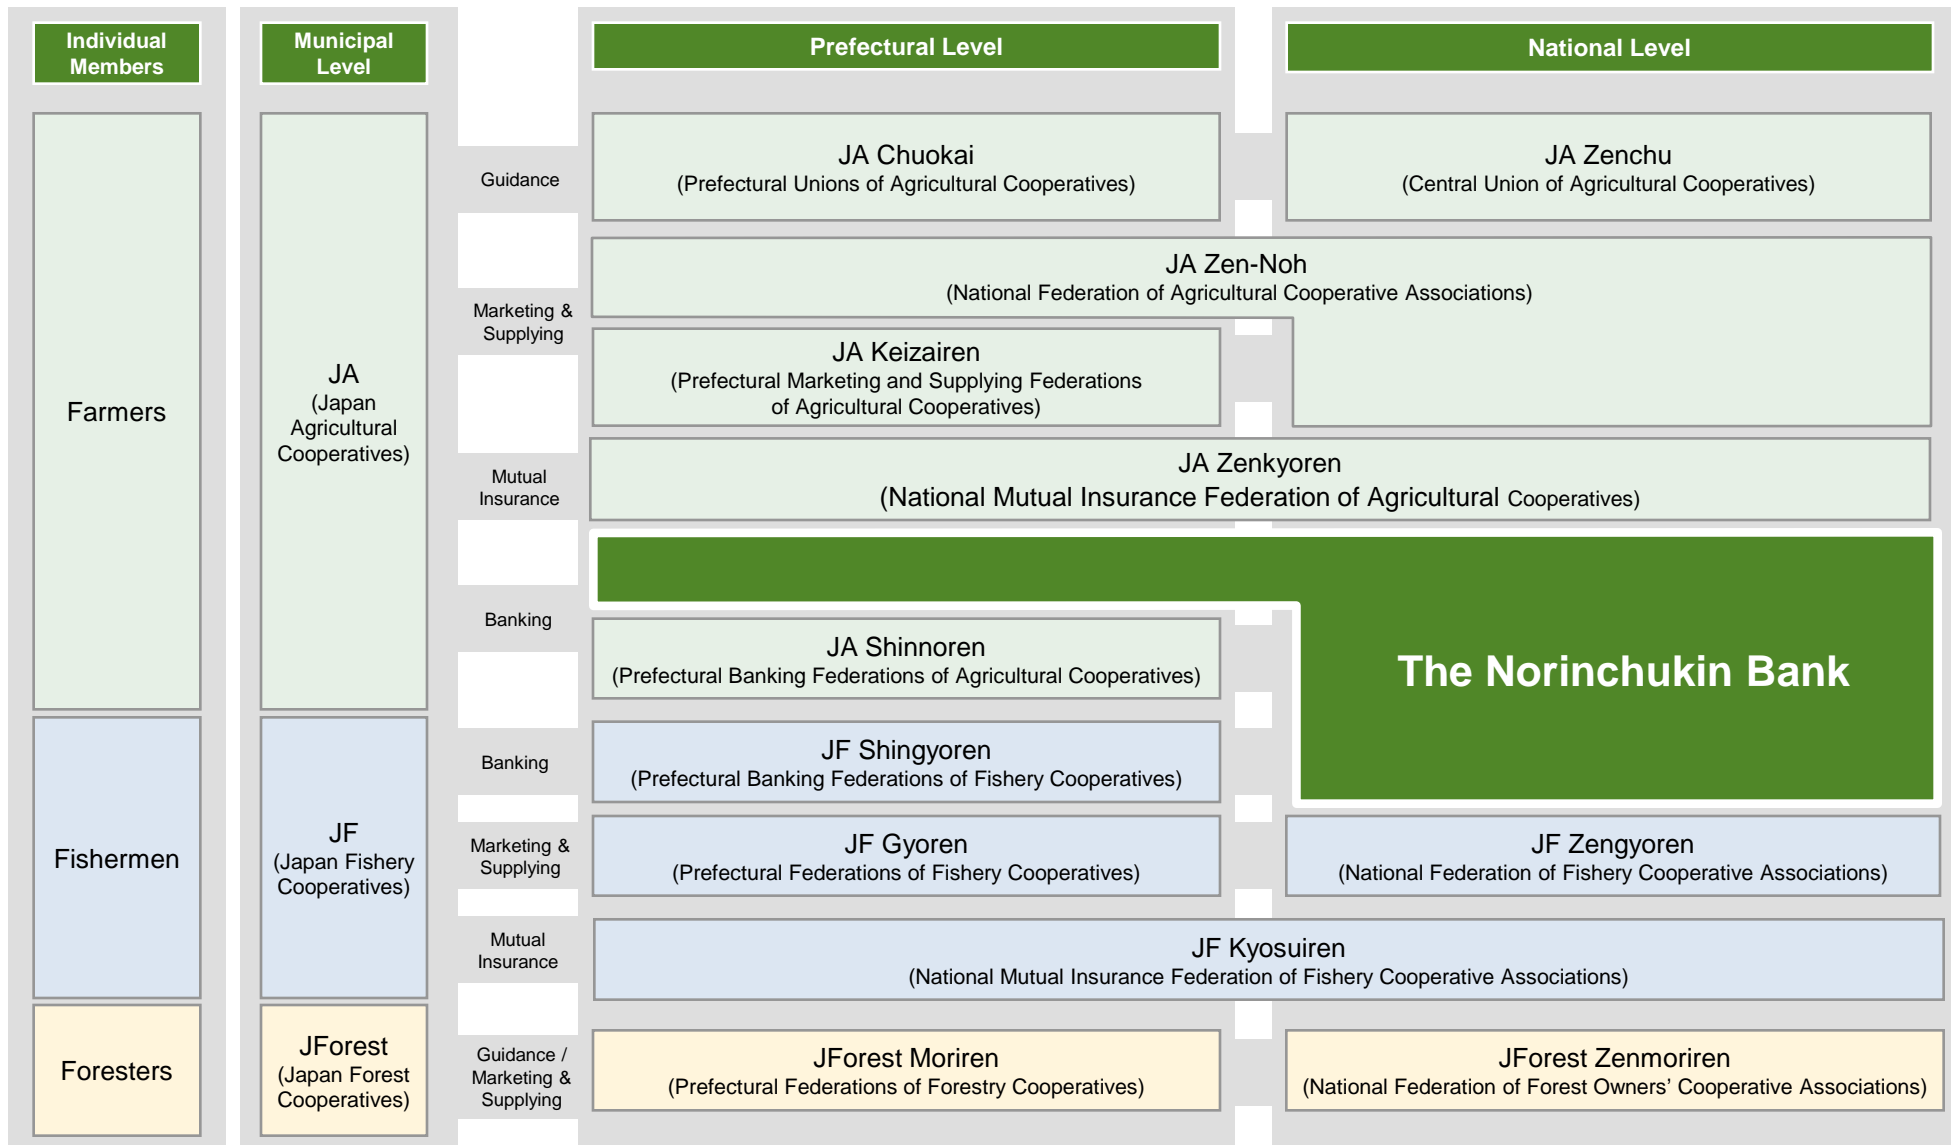 Individual
Members
Municipal
Level
Prefectural Level
National Level
Farmers
JA
(Japan
Agricultural
Cooperatives)
Guidance
JA Chuokai
(Prefectural Unions of Agricultural Cooperatives)
JA Zenchu
(Central Union of Agricultural Cooperatives)
Marketing &
Supplying
JA Zen-Noh
(National Federation of Agricultural Cooperative Associations)
JA Keizairen
(Prefectural Marketing and Supplying Federations
of Agricultural Cooperatives)
Mutual
Insurance
JA Zenkyoren
(National Mutual Insurance Federation of Agricultural Cooperatives)
Banking
The Norinchukin Bank
JA Shinnoren
(Prefectural Banking Federations of Agricultural Cooperatives)
Fishermen
JF
(Japan Fishery
Cooperatives)
Banking
JF Shingyoren
(Prefectural Banking Federations of Fishery Cooperatives)
Marketing &
Supplying
JF Gyoren
(Prefectural Federations of Fishery Cooperatives)
JF Zengyoren
(National Federation of Fishery Cooperative Associations)
Mutual
Insurance
JF Kyosuiren
(National Mutual Insurance Federation of Fishery Cooperative Associations)
Foresters
JForest
(Japan Forest
Cooperatives)
Guidance /
Marketing &
Supplying
JForest Moriren
(Prefectural Federations of Forestry Cooperatives)
JForest Zenmoriren
(National Federation of Forest Owners’ Cooperative Associations)